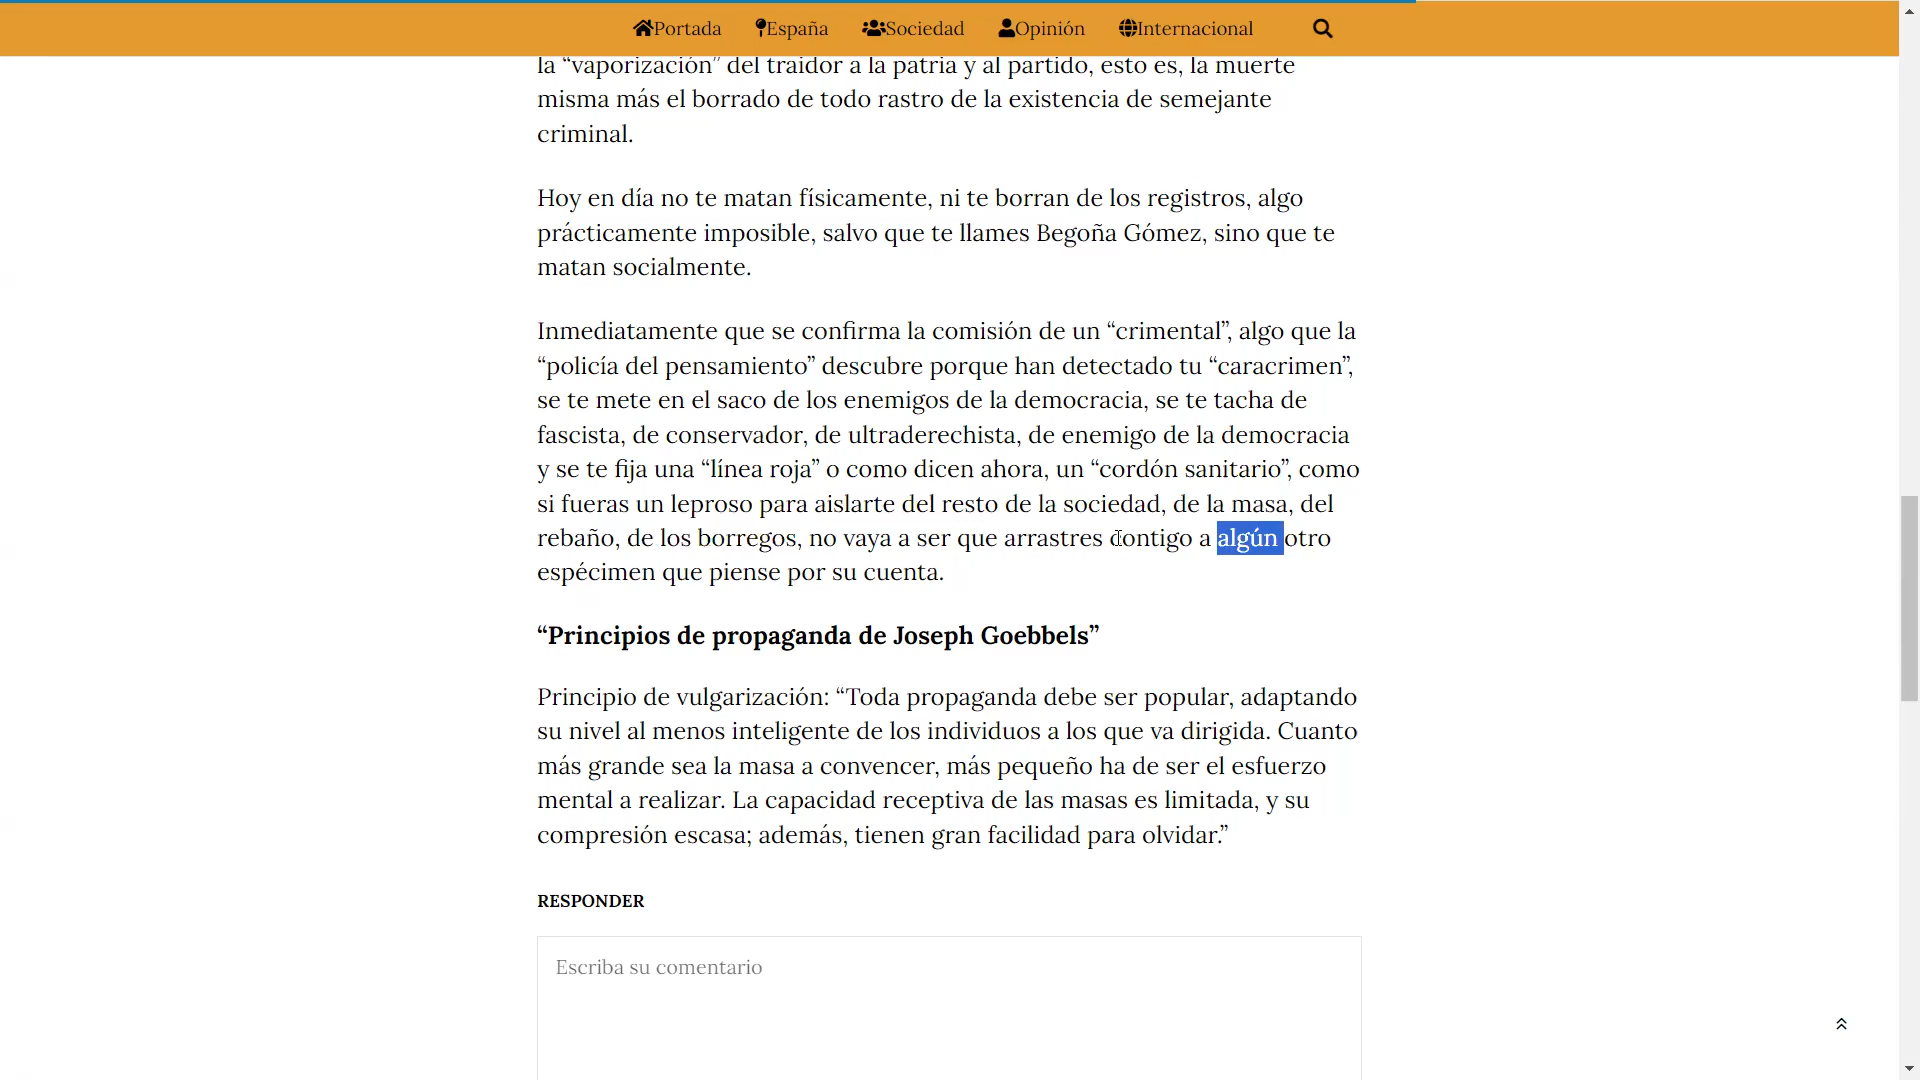 Portada España Sociedad Opinión Internacional
la “vaporización” del traidor a la patria y al partido, esto es, la muerte
misma más el borrado de todo rastro de la existencia de semejante
criminal.
Hoy en día no te matan físicamente, ni te borran de los registros, algo
prácticamente imposible, salvo que te llames Begoña Gómez, sino que te
matan socialmente.
Inmediatamente que se confirma la comisión de un “crimental”, algo que la
“policía del pensamiento” descubre porque han detectado tu “caracrimen”,
se te mete en el saco de los enemigos de la democracia, se te tacha de
fascista, de conservador, de ultraderechista, de enemigo de la democracia
y se te fija una “línea roja” o como dicen ahora, un “cordón sanitario”, como
si fueras un leproso para aislarte del resto de la sociedad, de la masa, del
rebaño, de los borregos, no vaya a ser que arrastres contigo a algún otro
espécimen que piense por su cuenta.
“Principios de propaganda de Joseph Goebbels”
Principio de vulgarización: “Toda propaganda debe ser popular, adaptando
su nivel al menos inteligente de los individuos a los que va dirigida. Cuanto
más grande sea la masa a convencer, más pequeño ha de ser el esfuerzo
mental a realizar. La capacidad receptiva de las masas es limitada, y su
compresión escasa; además, tienen gran facilidad para olvidar.”
RESPONDER
Escriba su comentario